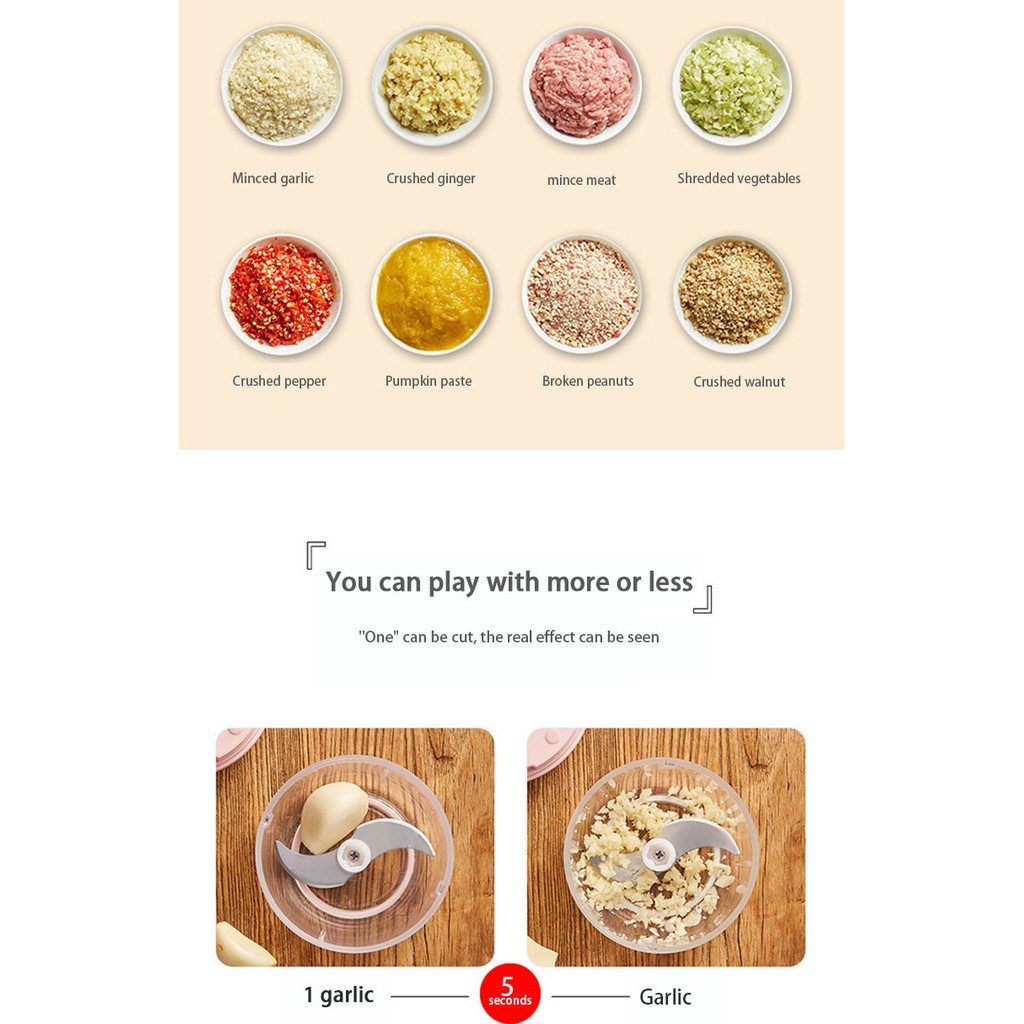 Minced garlic
Crushed ginger
mince meat
Shredded vegetables
Crushed pepper
Pumpkin paste
Broken peanuts
Crushed walnut
『You can play with more or less』
"One" can be cut, the real effect can be seen
1 garlic
5
seconds
Garlic